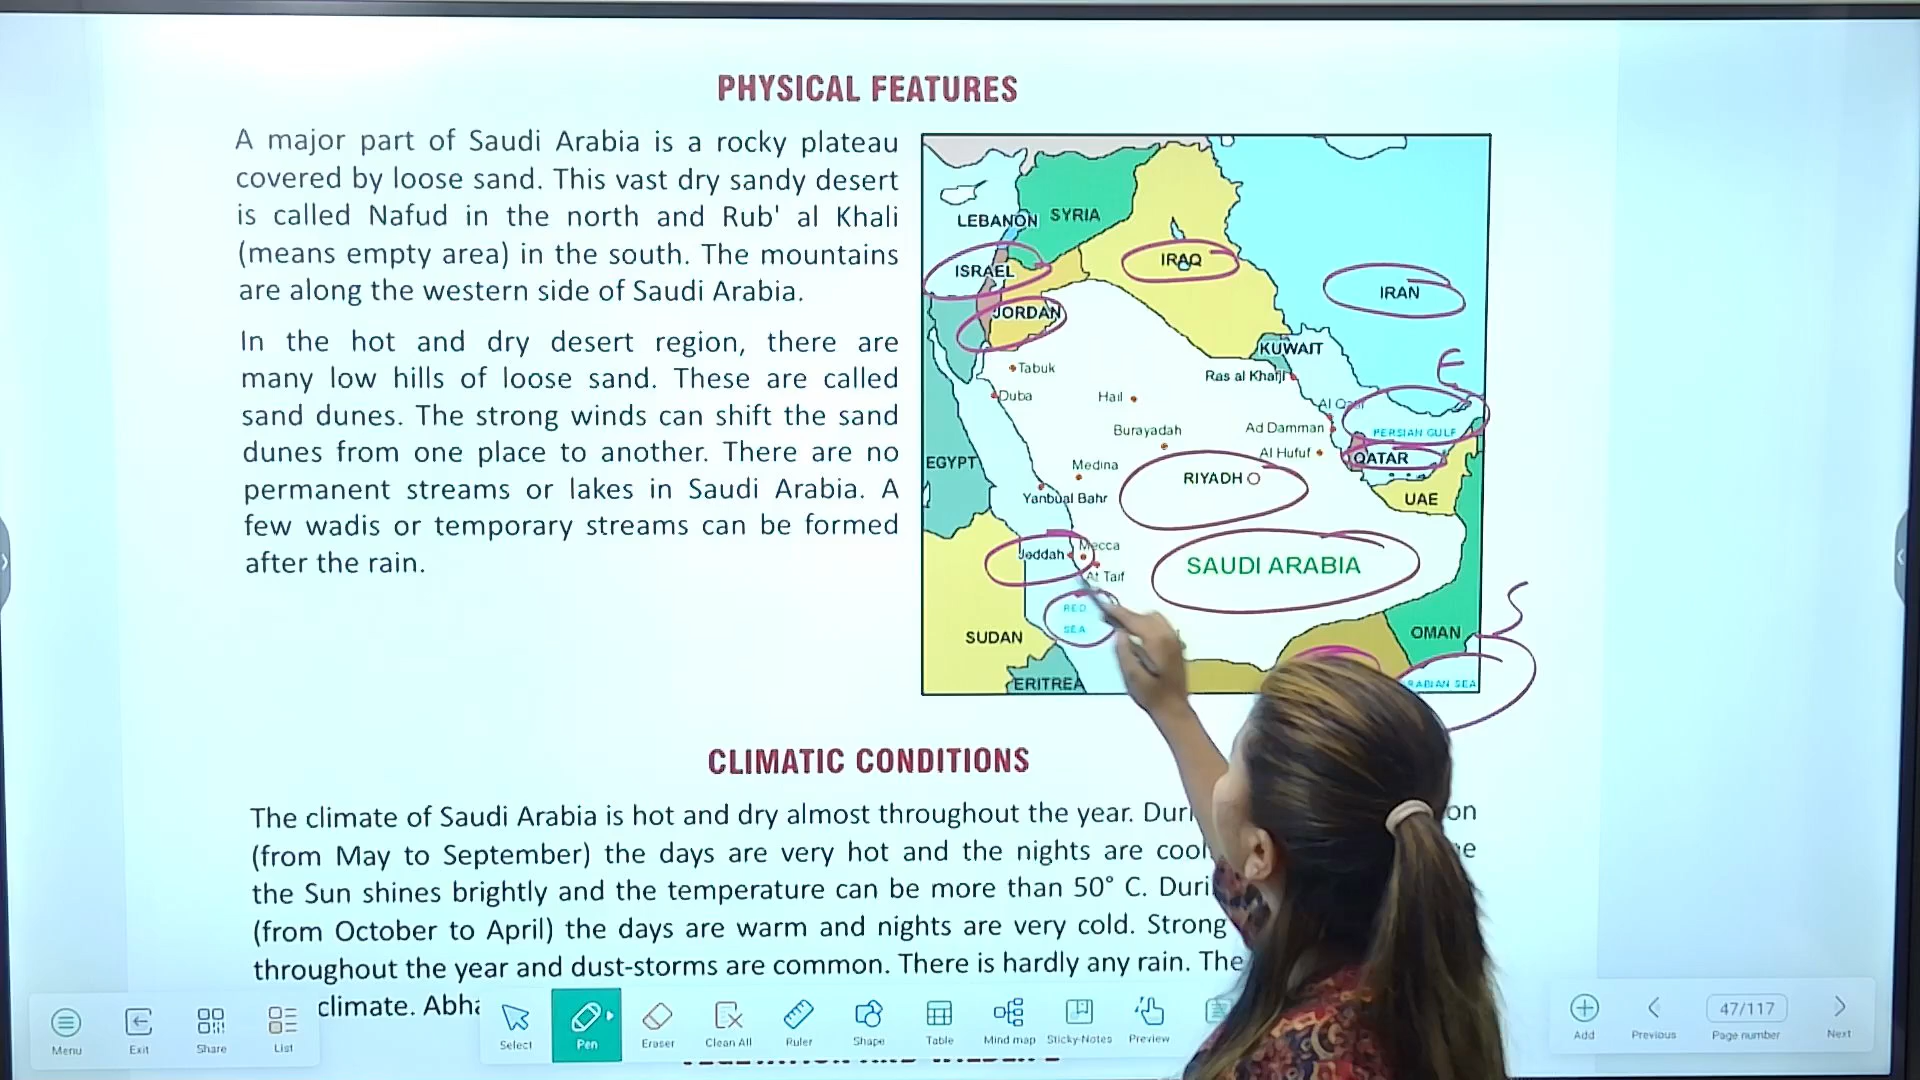 PHYSICAL FEATURES
A major part of Saudi Arabia is a rocky plateau
covered by loose sand. This vast dry sandy desert
is called Nafud in the north and Rub' al Khali
(means empty area) in the south. The mountains
are along the western side of Saudi Arabia.
In the hot and dry desert region, there are
many low hills of loose sand. These are called
sand dunes. The strong winds can shift the sand
dunes from one place to another. There are no
permanent streams or lakes in Saudi Arabia. A
few wadis or temporary streams can be formed
after the rain.
LEBANON
SYRIA
ISRAEL
IRAQ
IRAN
JORDAN
KUWAIT
E
Tabuk
Ras al Khafji
Duba
Hail
Burayadah
Ad Damman
PERSIAN GULF
Al Hufuf
QATAR
EGYPT
Medina
RIYADH
Yanbual Bahr
UAE
Jeddah
Mecca
At Taif
SAUDI ARABIA
RED
SEA
S
SUDAN
OMAN
ERITREA
RABIAN SEA
CLIMATIC CONDITIONS
The climate of Saudi Arabia is hot and dry almost throughout the year. Duri on
(from May to September) the days are very hot and the nights are cool e
the Sun shines brightly and the temperature can be more than 50° C. Duri
(from October to April) the days are warm and nights are very cold. Strong
throughout the year and dust-storms are common. There is hardly any rain. The
climate. Abha
Menu
Exit
Share
List
Select
Pen
Eraser
Clean All
Ruler
Shape
Table
Mind map
Sticky-Notes
Preview
Add
Previous
47/117
Page number
Next